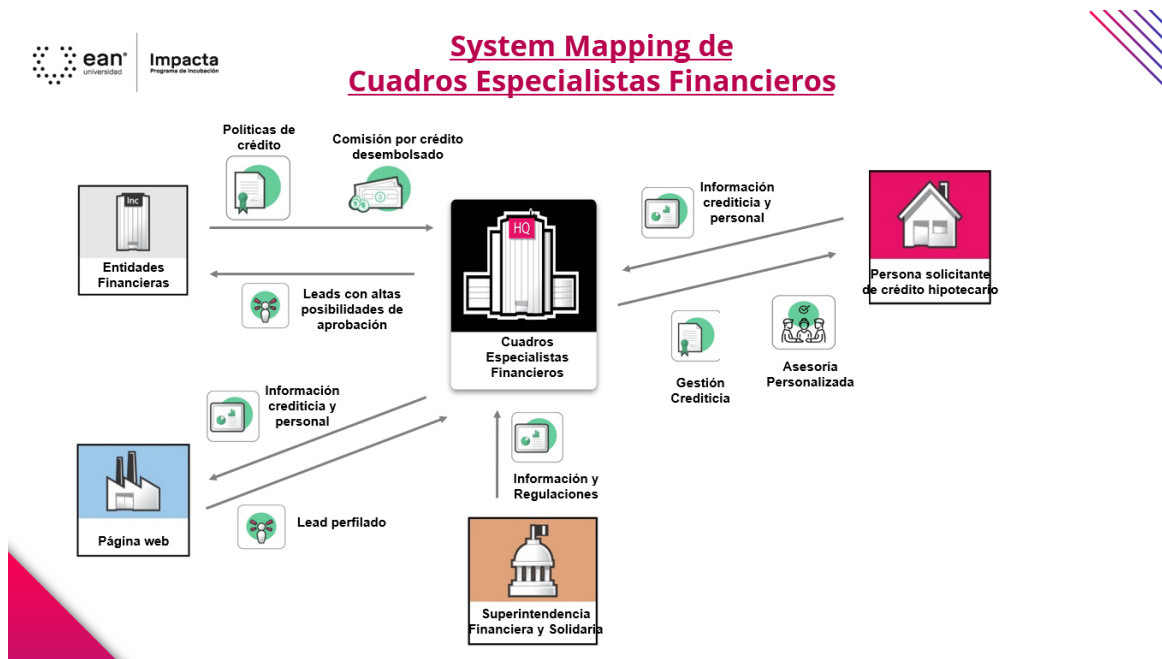 ean®
universidad
Impacta
Programa de Incubación
System Mapping de
Cuadros Especialistas Financieros
Políticas de
crédito
Comisión por crédito
desembolsado
Inc
Entidades
Financieras
Leads con altas
posibilidades de
aprobación
HQ
Cuadros
Especialistas
Financieros
Información
crediticia y
personal
Persona solicitante
de crédito hipotecario
Gestión
Crediticia
Asesoría
Personalizada
Información
crediticia y
personal
Página web
Lead perfilado
Información y
Regulaciones
Superintendencia
Financiera y Solidaria